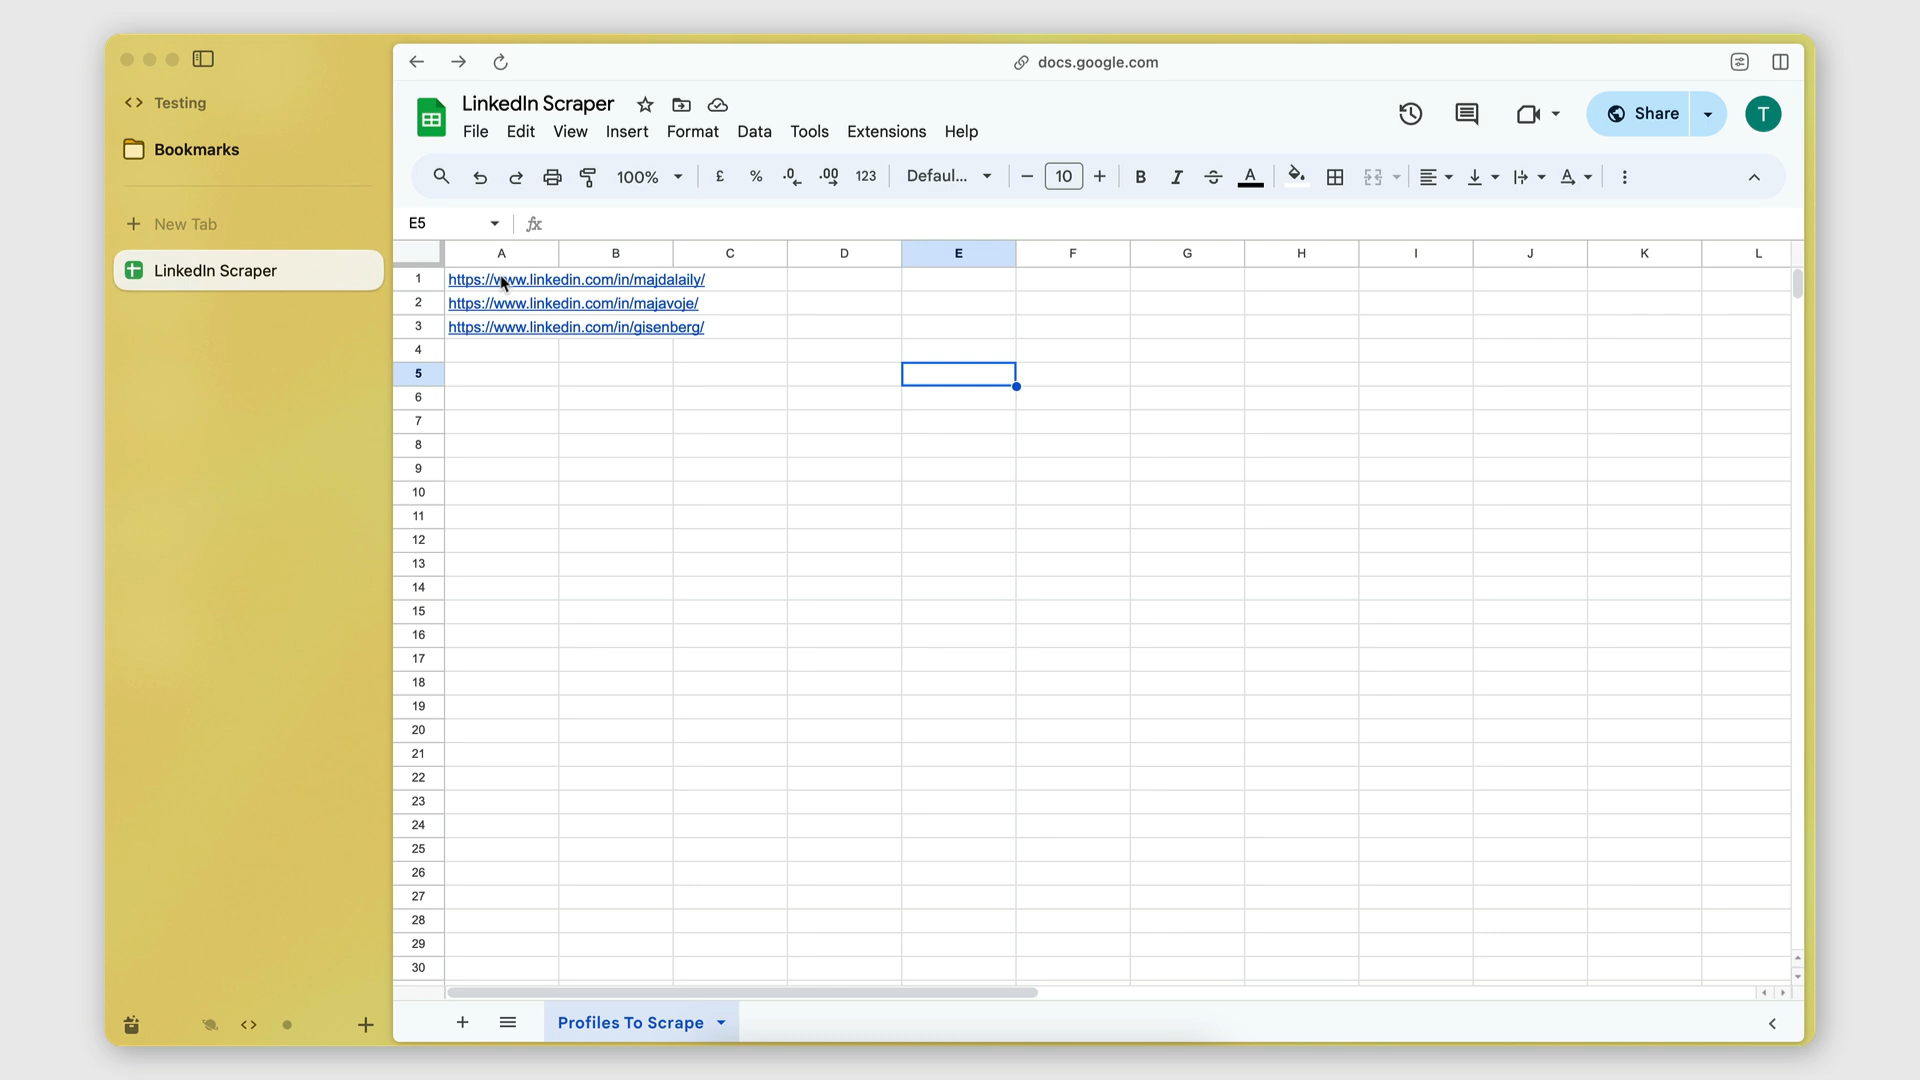 docs.google.com
Testing
Bookmarks
New Tab
LinkedIn Scraper
LinkedIn Scraper
File Edit View Insert Format Data Tools Extensions Help
Share
T
100% £ % .0 .00 123 Defaul... 10 B I S A
E5 fx
A B C D E F G H I J K L
1 https://www.linkedin.com/in/majdalaily/
2 https://www.linkedin.com/in/majavoje/
3 https://www.linkedin.com/in/gisenberg/
4
5
6
7
8
9
10
11
12
13
14
15
16
17
18
19
20
21
22
23
24
25
26
27
28
29
30
Profiles To Scrape